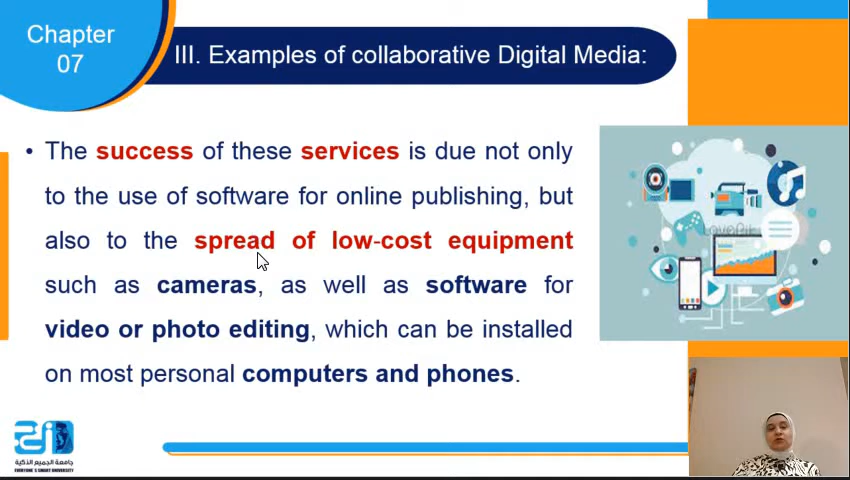 Chapter
07
III. Examples of collaborative Digital Media:
• The success of these services is due not only
to the use of software for online publishing, but
also to the spread of low-cost equipment
such as cameras, as well as software for
video or photo editing, which can be installed
on most personal computers and phones.
جامعة الجميع الذكية
EVERYONE'S SMART UNIVERSITY